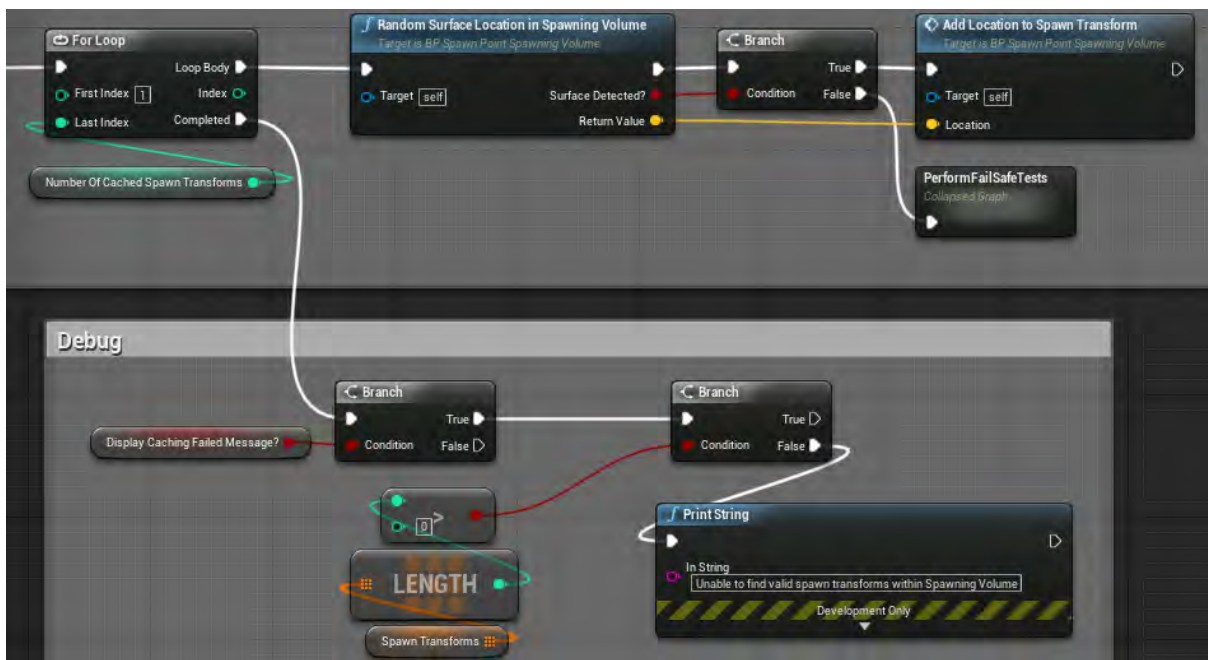 For Loop
Loop Body
First Index 1
Index
Last Index
Completed
Number Of Cached Spawn Transforms
Random Surface Location in Spawning Volume
Target is BP Spawn Point Spawning Volume
Target self
Surface Detected?
Return Value
Branch
True
Condition
False
Add Location to Spawn Transform
Target is BP Spawn Point Spawning Volume
Target self
Location
PerformFailSafeTests
Collapsed Graph
Debug
Display Caching Failed Message?
Branch
True
Condition
False
0 >
LENGTH
Spawn Transforms
Branch
True
Condition
False
Print String
In String
Unable to find valid spawn transforms within Spawning Volume
Development Only